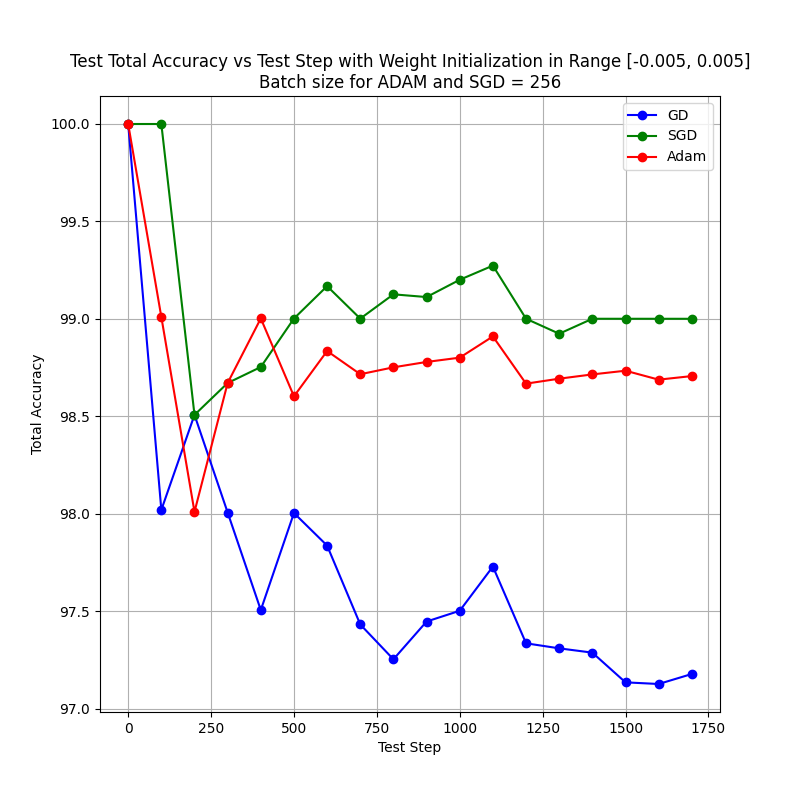 Test Total Accuracy vs Test Step with Weight Initialization in Range [-0.005, 0.005]
Batch size for ADAM and SGD = 256
GD
SGD
Adam
100.0
99.5
99.0
98.5
98.0
97.5
97.0
Total Accuracy
0 250 500 750 1000 1250 1500 1750
Test Step